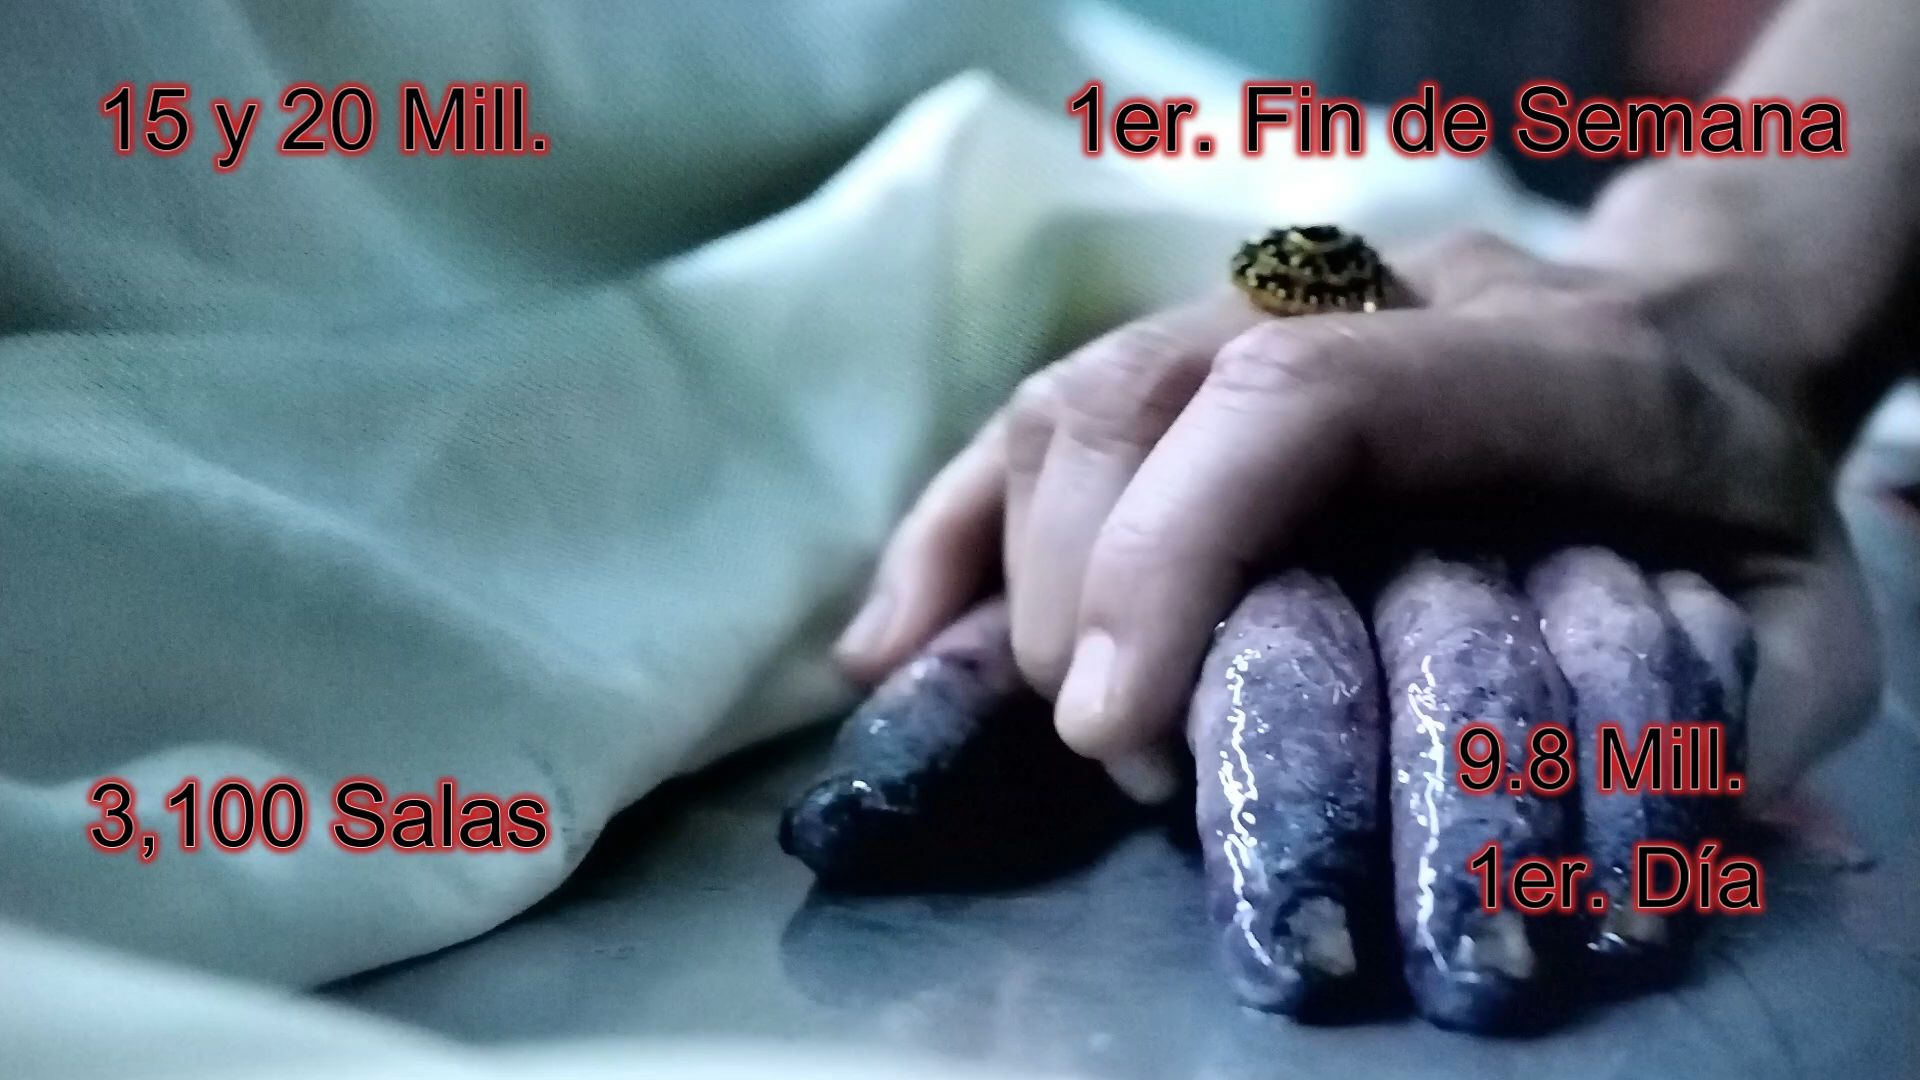 15 y 20 Mill.
1er. Fin de Semana
3,100 Salas
9.8 Mill.
1er. Día